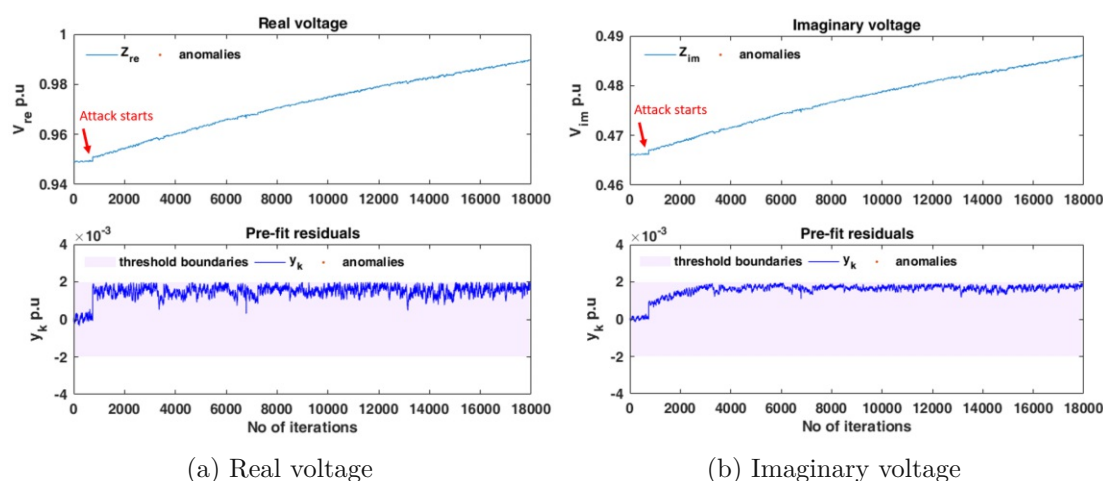 Real voltage
1
0.98
0.96
0.94
V_re p.u
Z_re anomalies
Attack starts
0 2000 4000 6000 8000 10000 12000 14000 16000 18000
Pre-fit residuals
×10^-3
4
2
0
-2
-4
y_k p.u
threshold boundaries y_k anomalies
0 2000 4000 6000 8000 10000 12000 14000 16000 18000
No of iterations
(a) Real voltage
Imaginary voltage
0.49
0.48
0.47
0.46
V_im p.u
Z_im anomalies
Attack starts
0 2000 4000 6000 8000 10000 12000 14000 16000 18000
Pre-fit residuals
×10^-3
4
2
0
-2
-4
y_k p.u
threshold boundaries y_k anomalies
0 2000 4000 6000 8000 10000 12000 14000 16000 18000
No of iterations
(b) Imaginary voltage